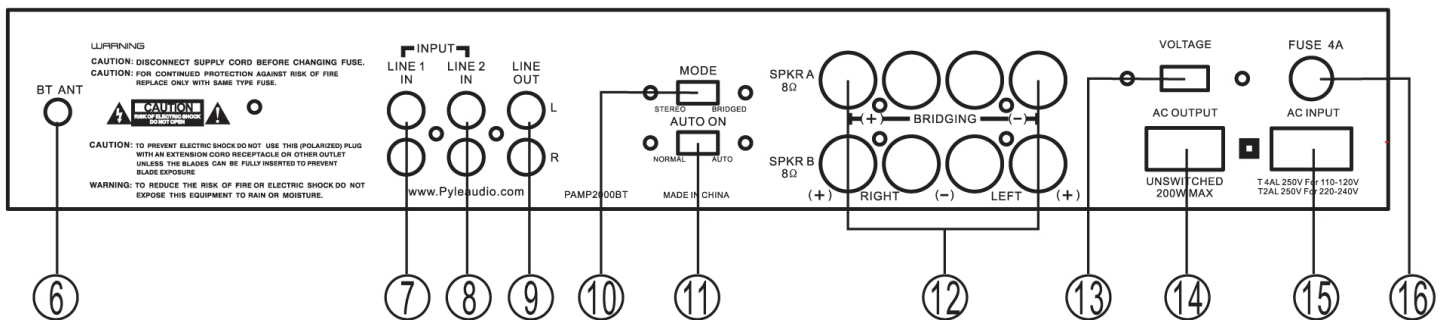 WARNING
CAUTION: DISCONNECT SUPPLY CORD BEFORE CHANGING FUSE.
CAUTION: FOR CONTINUED PROTECTION AGAINST RISK OF FIRE
REPLACE ONLY WITH SAME TYPE FUSE.
BT ANT
CAUTION
RISK OF ELECTRIC SHOCK
DO NOT OPEN
CAUTION: TO PREVENT ELECTRIC SHOCK DO NOT USE THIS (POLARIZED) PLUG
WITH AN EXTENSION CORD RECEPTACLE OR OTHER OUTLET
UNLESS THE BLADES CAN BE FULLY INSERTED TO PREVENT
BLADE EXPOSURE
WARNING: TO REDUCE THE RISK OF FIRE OR ELECTRIC SHOCK DO NOT
EXPOSE THIS EQUIPMENT TO RAIN OR MOISTURE.
INPUT
LINE 1
IN
LINE 2
IN
LINE
OUT
L
R
www.Pyleaudio.com
MODE
STEREO BRIDGED
AUTO ON
NORMAL AUTO
PAMP2000BT MADE IN CHINA
SPKR A
8Ω
(+) BRIDGING (-)
SPKR B
8Ω
(+) RIGHT (-) LEFT (+)
VOLTAGE
AC OUTPUT
UNSWITCHED
200W MAX
FUSE 4A
AC INPUT
T 4AL 250V For 110-120V
T2AL 250V For 220-240V
6 7 8 9 10 11 12 13 14 15 16